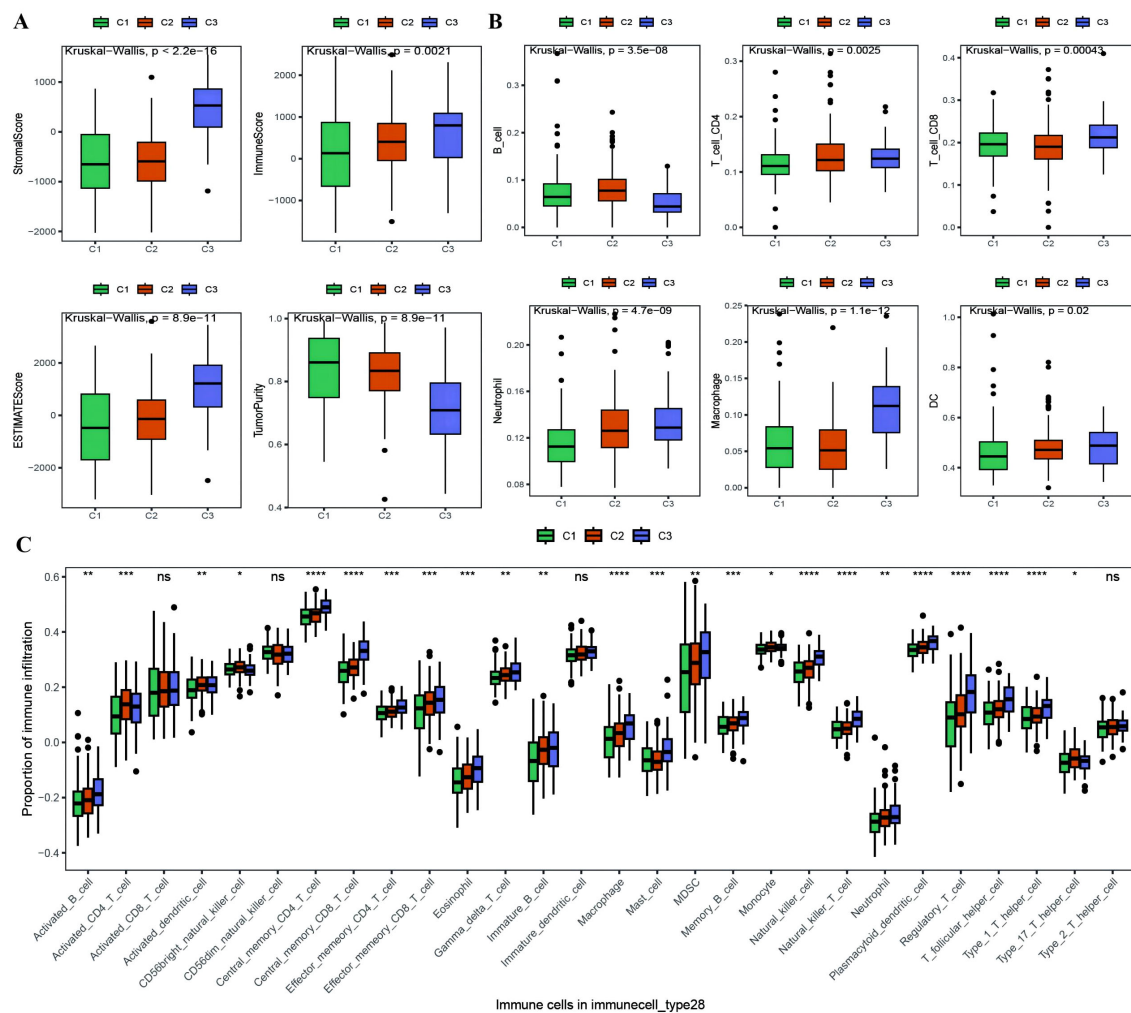 A
C1 C2 C3
Kruskal−Wallis, p < 2.2e−16
StromalScore
1000
0
−1000
−2000
C1 C2 C3
C1 C2 C3
Kruskal−Wallis, p = 0.0021
ImmuneScore
2000
1000
0
−1000
C1 C2 C3
C1 C2 C3
Kruskal−Wallis, p = 8.9e−11
ESTIMATEScore
2000
0
−2000
C1 C2 C3
C1 C2 C3
Kruskal−Wallis, p = 8.9e−11
TumorPurity
1.0
0.8
0.6
0.4
C1 C2 C3
B
C1 C2 C3
Kruskal−Wallis, p = 3.5e−08
B_cell
0.3
0.2
0.1
0.0
C1 C2 C3
C1 C2 C3
Kruskal−Wallis, p = 0.0025
T_cell_CD4
0.3
0.2
0.1
0.0
C1 C2 C3
C1 C2 C3
Kruskal−Wallis, p = 0.00043
T_cell_CD8
0.4
0.3
0.2
0.1
0.0
C1 C2 C3
C1 C2 C3
Kruskal−Wallis, p = 4.7e−09
Neutrophil
0.20
0.16
0.12
0.08
C1 C2 C3
C1 C2 C3
Kruskal−Wallis, p = 1.1e−12
Macrophage
0.25
0.20
0.15
0.10
0.05
0.00
C1 C2 C3
C1 C2 C3
Kruskal−Wallis, p = 0.02
DC
1.0
0.8
0.6
0.4
C1 C2 C3
C
C1 C2 C3
** *** ns ** * ns **** **** *** *** *** ** ** ns **** *** ** *** * **** **** ** **** **** **** **** * ns
Proportion of immune infiltration
0.6
0.4
0.2
0.0
−0.2
−0.4
Activated_B_cell
Activated_CD4_T_cell
Activated_CD8_T_cell
Activated_dendritic_cell
CD56bright_natural_killer_cell
CD56dim_natural_killer_cell
Central_memory_CD4_T_cell
Central_memory_CD8_T_cell
Effector_memory_CD4_T_cell
Effector_memory_CD8_T_cell
Eosinophil
Gamma_delta_T_cell
Immature_B_cell
Immature_dendritic_cell
Macrophage
Mast_cell
MDSC
Memory_B_cell
Monocyte
Natural_killer_cell
Natural_killer_T_cell
Neutrophil
Plasmacytoid_dendritic_cell
Regulatory_T_cell
T_follicular_helper_cell
Type_1_T_helper_cell
Type_17_T_helper_cell
Type_2_T_helper_cell
Immune cells in immunecell_type28